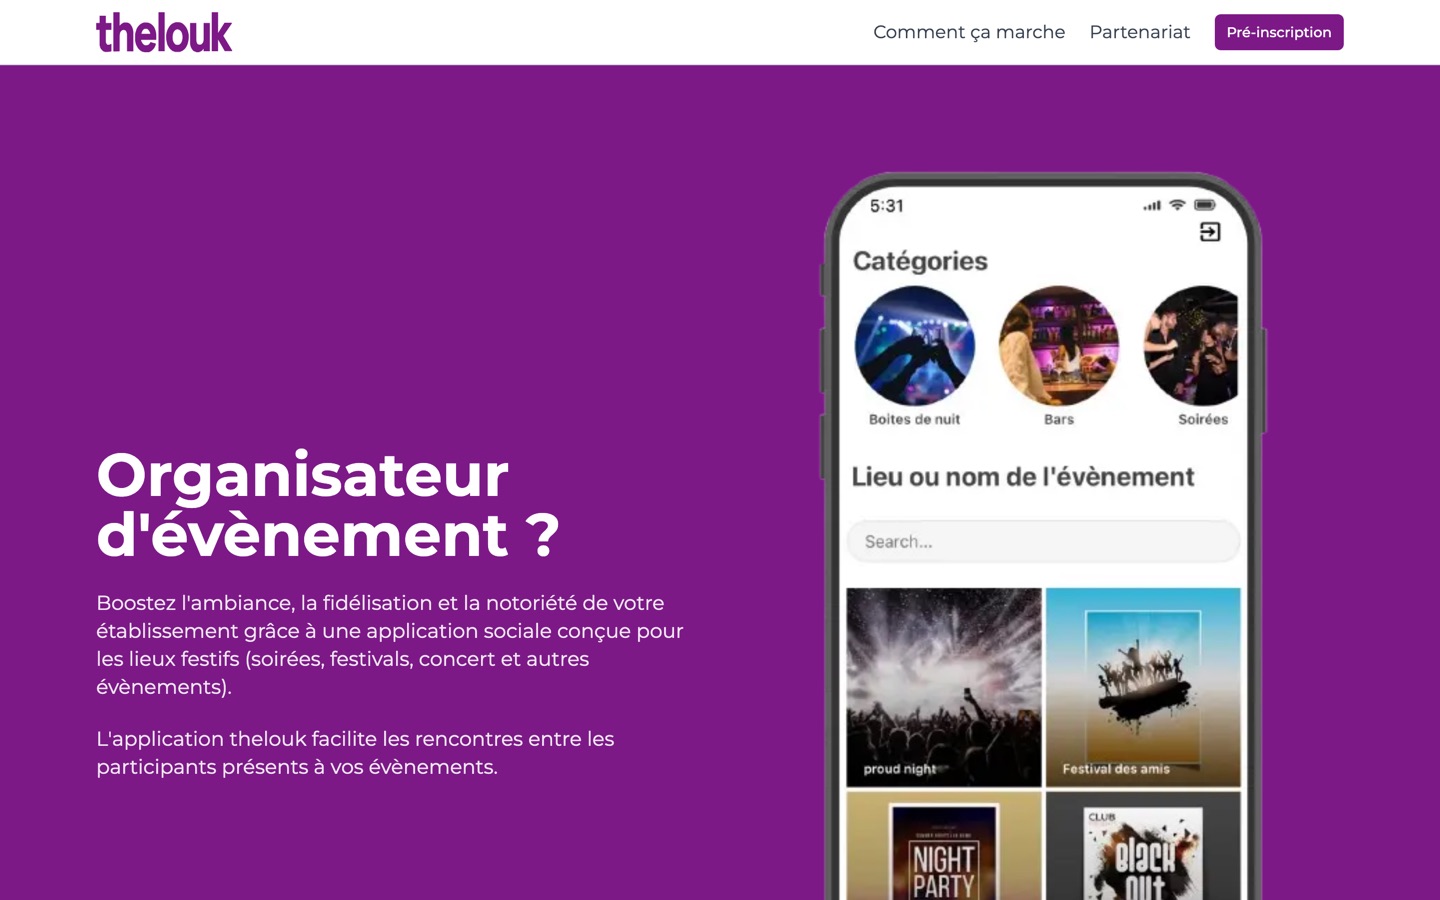 thelouk
Comment ça marche
Partenariat
Pré-inscription
Organisateur
d'évènement ?
Boostez l'ambiance, la fidélisation et la notoriété de votre
établissement grâce à une application sociale conçue pour
les lieux festifs (soirées, festivals, concert et autres
évènements).
L'application thelouk facilite les rencontres entre les
participants présents à vos évènements.
5:31
Catégories
Boites de nuit
Bars
Soirées
Lieu ou nom de l'évènement
Search...
proud night
Festival des amis
NIGHT
PARTY
CLUB
BLACK
OUT